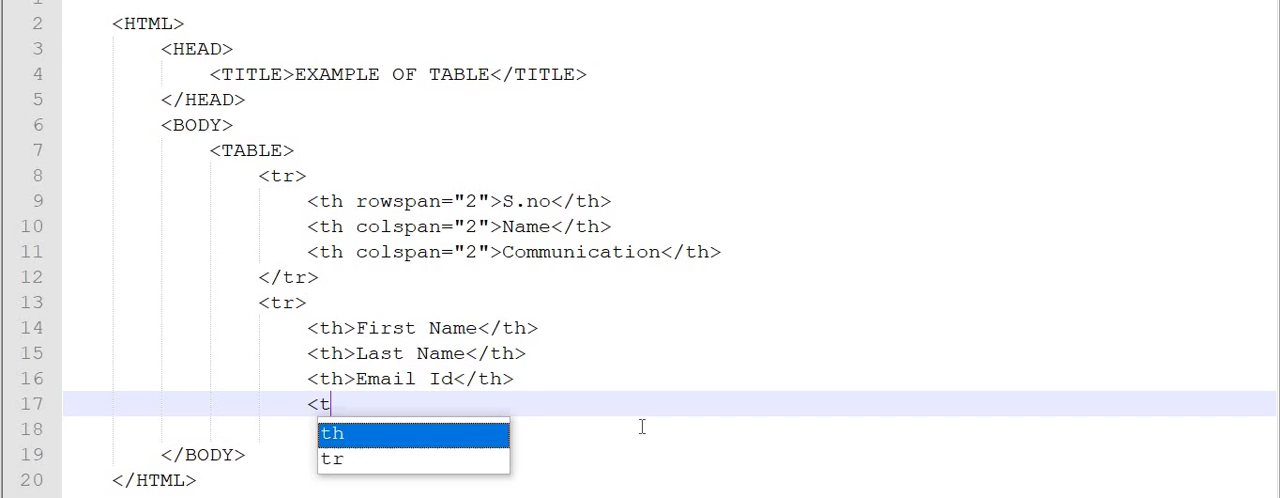 2 <HTML>
3 <HEAD>
4 <TITLE>EXAMPLE OF TABLE</TITLE>
5 </HEAD>
6 <BODY>
7 <TABLE>
8 <tr>
9 <th rowspan="2">S.no</th>
10 <th colspan="2">Name</th>
11 <th colspan="2">Communication</th>
12 </tr>
13 <tr>
14 <th>First Name</th>
15 <th>Last Name</th>
16 <th>Email Id</th>
17 <t
18 th
tr
19 </BODY>
20 </HTML>